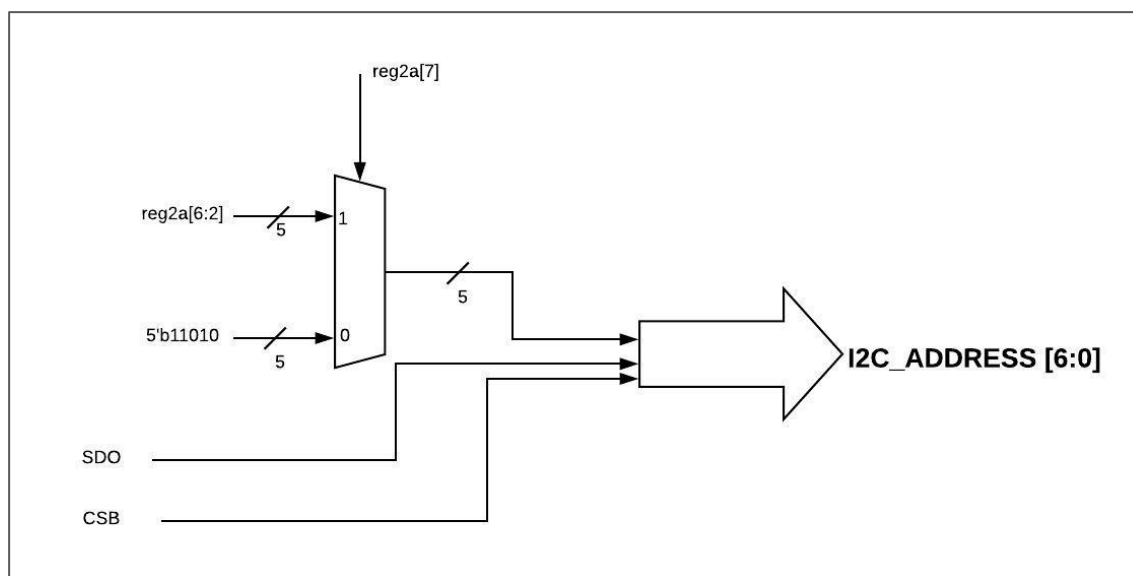 reg2a[7]
reg2a[6:2]
5
1
5
5'b11010
5
0
I2C_ADDRESS [6:0]
SDO
CSB